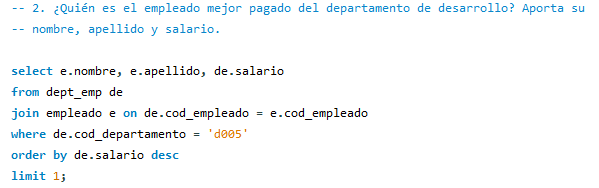 -- 2. ¿Quién es el empleado mejor pagado del departamento de desarrollo? Aporta su
-- nombre, apellido y salario.
select e.nombre, e.apellido, de.salario
from dept_emp de
join empleado e on de.cod_empleado = e.cod_empleado
where de.cod_departamento = 'd005'
order by de.salario desc
limit 1;